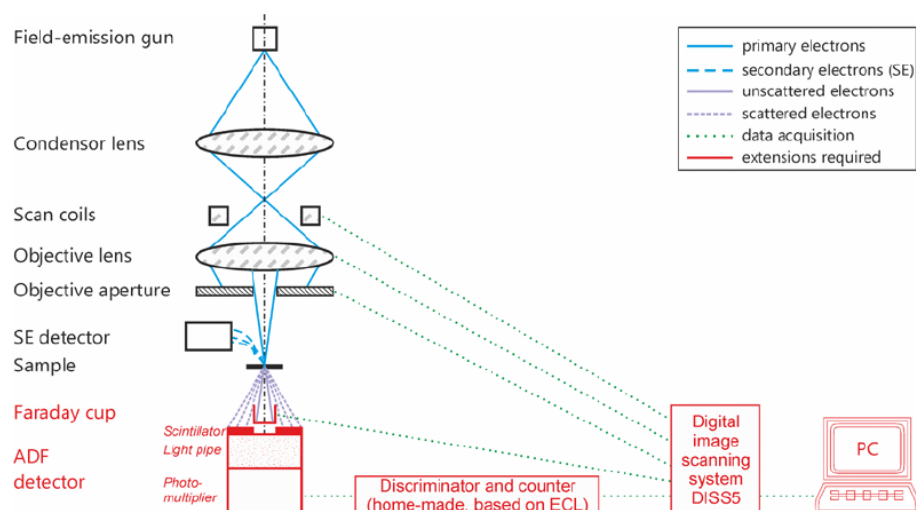 Field-emission gun
Condensor lens
Scan coils
Objective lens
Objective aperture
SE detector
Sample
Faraday cup
ADF
detector
Scintillator
Light pipe
Photo-
multiplier
primary electrons
secondary electrons (SE)
unscattered electrons
scattered electrons
data acquisition
extensions required
Discriminator and counter
(home-made, based on ECL)
Digital
image
scanning
system
DISS5
PC